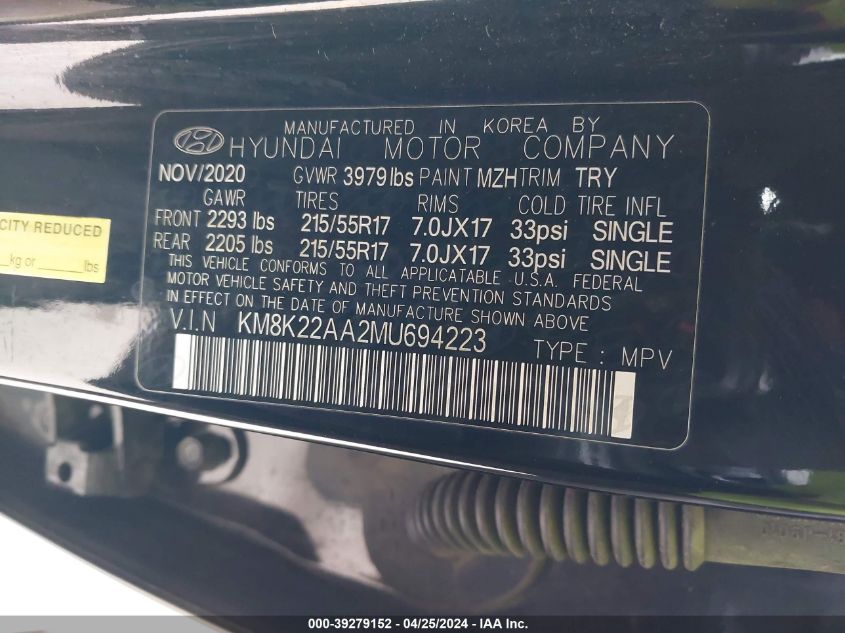 MANUFACTURED IN KOREA BY
HYUNDAI MOTOR COMPANY
NOV/2020 GVWR 3979 lbs PAINT MZH TRIM TRY
GAWR TIRES RIMS COLD TIRE INFL
FRONT 2293 lbs 215/55R17 7.0JX17 33psi SINGLE
REAR 2205 lbs 215/55R17 7.0JX17 33psi SINGLE
THIS VEHICLE CONFORMS TO ALL APPLICATABLE U.S.A. FEDERAL
MOTOR VEHICLE SAFETY AND THEFT PREVENTION STANDARDS
IN EFFECT ON THE DATE OF MANUFACTURE SHOWN ABOVE
V.I.N KM8K22AA2MU694223 TYPE : MPV
CITY REDUCED
kg or ______ lbs
000-39279152 - 04/25/2024 - IAA Inc.